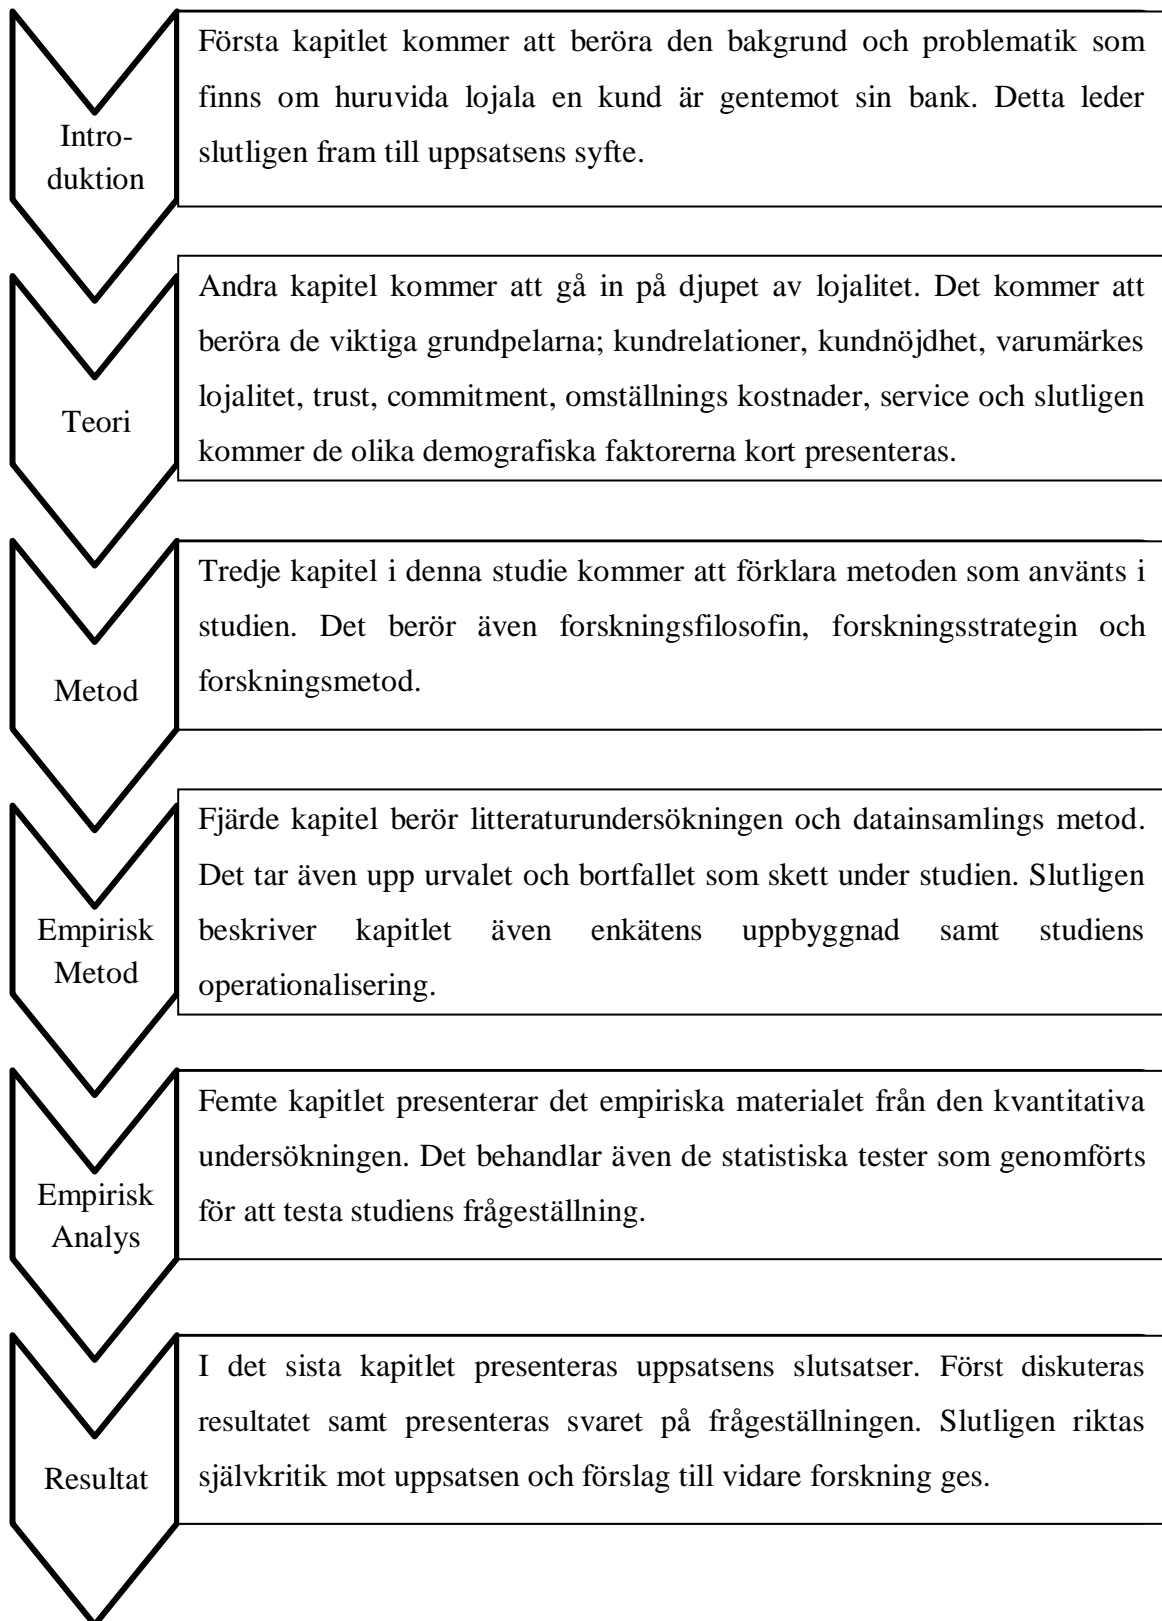 Första kapitlet kommer att beröra den bakgrund och problematik som
finns om huruvida lojala en kund är gentemot sin bank. Detta leder
slutligen fram till uppsatsens syfte.
Intro-
duktion
Andra kapitel kommer att gå in på djupet av lojalitet. Det kommer att
beröra de viktiga grundpelarna; kundrelationer, kundnöjdhet, varumärkes
lojalitet, trust, commitment, omställnings kostnader, service och slutligen
kommer de olika demografiska faktorerna kort presenteras.
Teori
Tredje kapitel i denna studie kommer att förklara metoden som använts i
studien. Det berör även forskningsfilosofin, forskningsstrategin och
forskningsmetod.
Metod
Fjärde kapitel berör litteraturundersökningen och datainsamlings metod.
Det tar även upp urvalet och bortfallet som skett under studien. Slutligen
beskriver kapitlet även enkätens uppbyggnad samt studiens
operationalisering.
Empirisk
Metod
Femte kapitlet presenterar det empiriska materialet från den kvantitativa
undersökningen. Det behandlar även de statistiska tester som genomförts
för att testa studiens frågeställning.
Empirisk
Analys
I det sista kapitlet presenteras uppsatsens slutsatser. Först diskuteras
resultatet samt presenteras svaret på frågeställningen. Slutligen riktas
självkritik mot uppsatsen och förslag till vidare forskning ges.
Resultat